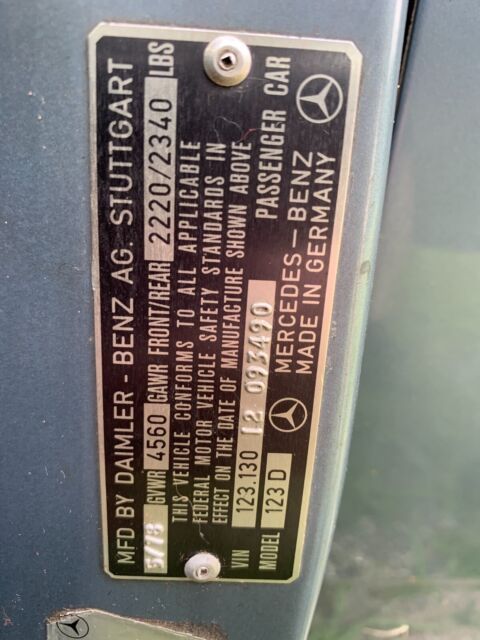 MFD BY DAIMLER - BENZ AG. STUTTGART
5/78 GVWR 4560 GAWR FRONT/REAR 2220/2340 LBS
THIS VEHICLE CONFORMS TO ALL APPLICABLE
FEDERAL MOTOR VEHICLE SAFETY STANDARDS IN
EFFECT ON THE DATE OF MANUFACTURE SHOWN ABOVE
VIN 123.130 12 093490 PASSENGER CAR
MODEL 123 D MERCEDES - BENZ
MADE IN GERMANY